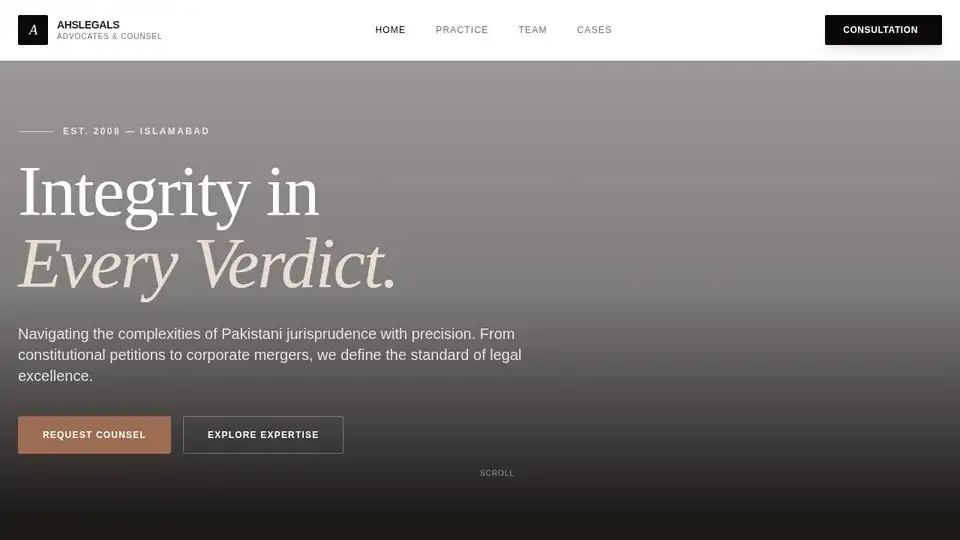 A
AHSLEGALS
ADVOCATES & COUNSEL
HOME
PRACTICE
TEAM
CASES
CONSULTATION
EST. 2008 — ISLAMABAD
Integrity in
Every Verdict.
Navigating the complexities of Pakistani jurisprudence with precision. From
constitutional petitions to corporate mergers, we define the standard of legal
excellence.
REQUEST COUNSEL
EXPLORE EXPERTISE
SCROLL